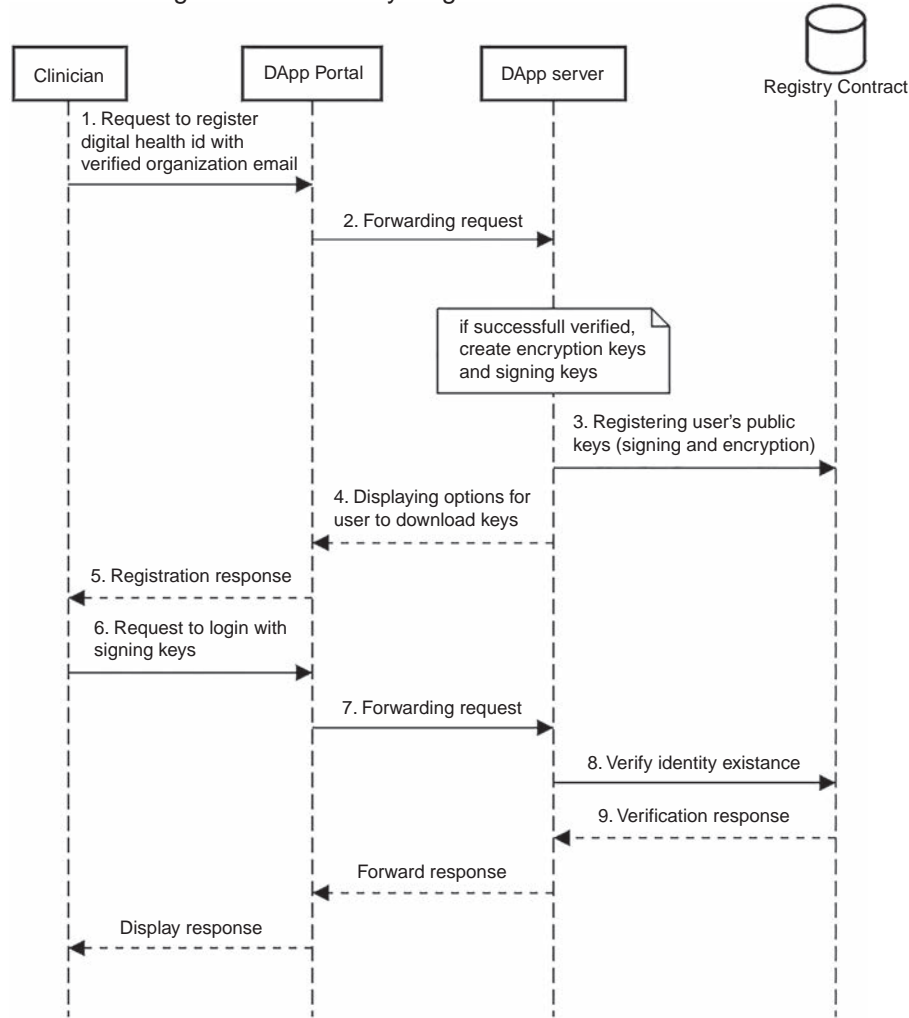 Clinician
DApp Portal
DApp server
Registry Contract
1. Request to register
digital health id with
verified organization email
2. Forwarding request
if successfull verified,
create encryption keys
and signing keys
3. Registering user's public
keys (signing and encryption)
4. Displaying options for
user to download keys
5. Registration response
6. Request to login with
signing keys
7. Forwarding request
8. Verify identity existance
9. Verification response
Forward response
Display response